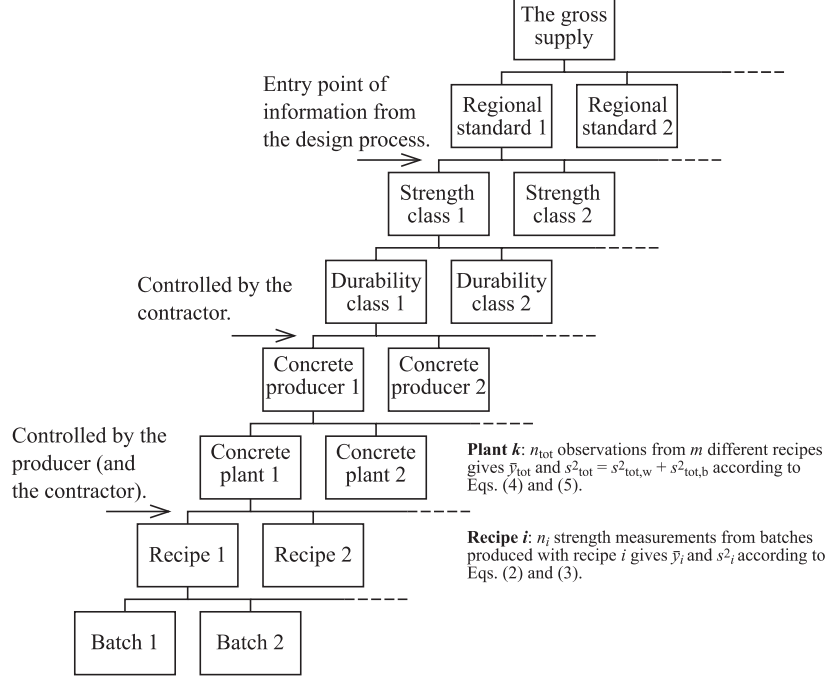 The gross
supply
Entry point of
information from
the design process.
Regional
standard 1
Regional
standard 2
Strength
class 1
Strength
class 2
Controlled by the
contractor.
Durability
class 1
Durability
class 2
Concrete
producer 1
Concrete
producer 2
Controlled by the
producer (and
the contractor).
Concrete
plant 1
Concrete
plant 2
Plant k: n_tot observations from m different recipes
gives ȳ_tot and s²_tot = s²_tot,w + s²_tot,b according to
Eqs. (4) and (5).
Recipe 1
Recipe 2
Recipe i: n_i strength measurements from batches
produced with recipe i gives ȳ_i and s²_i according to
Eqs. (2) and (3).
Batch 1
Batch 2